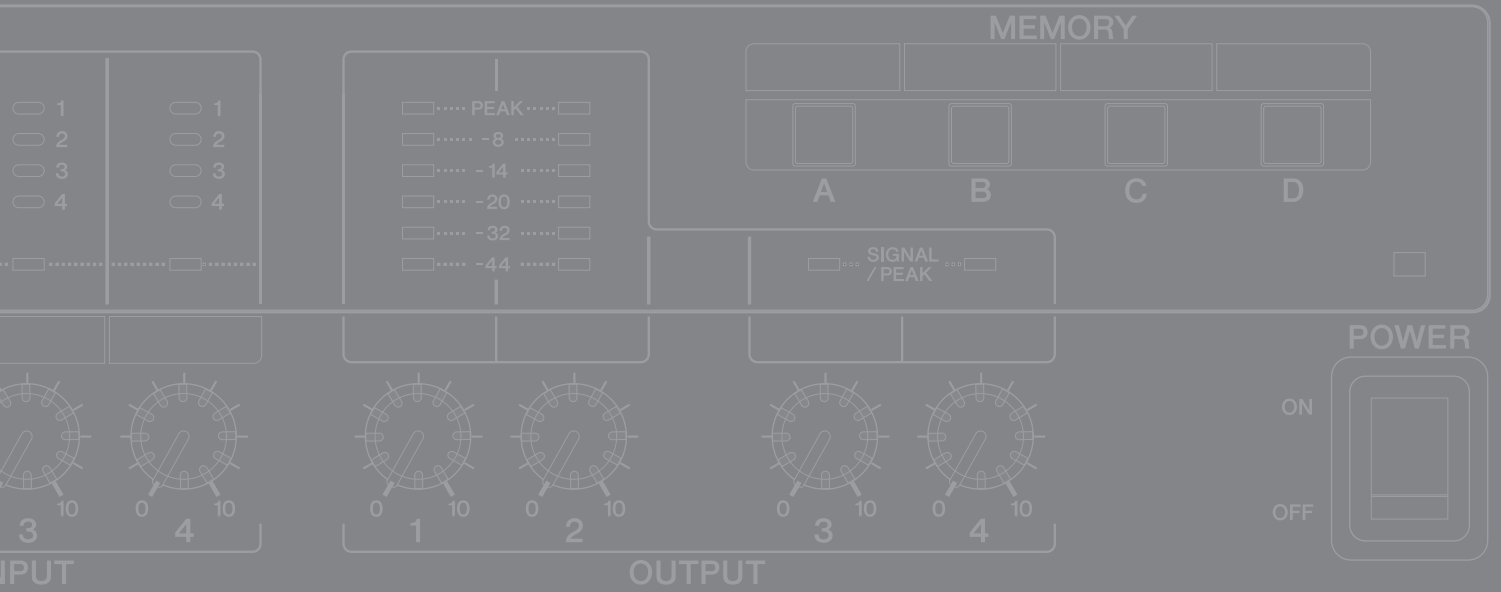 MEMORY
1 1 PEAK
2 2 -8
3 3 -14
4 4 -20
A B C D
-32
-44
SIGNAL
/PEAK
POWER
ON
OFF
10 0 10 0 10 0 10 0 10 0 10
3 4 1 2 3 4
NPUT OUTPUT